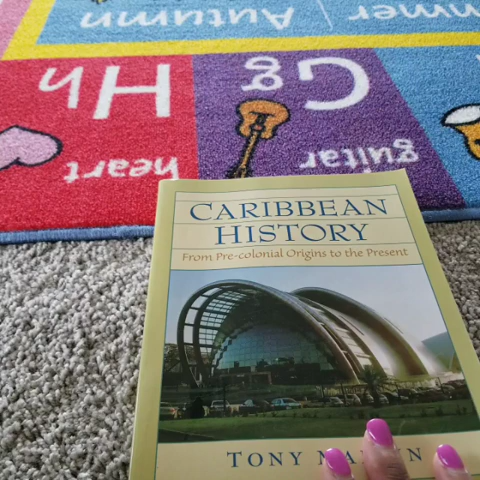 Autumn
Gg
guitar
Hh
heart
CARIBBEAN
HISTORY
From Pre-colonial Origins to the Present
TONY